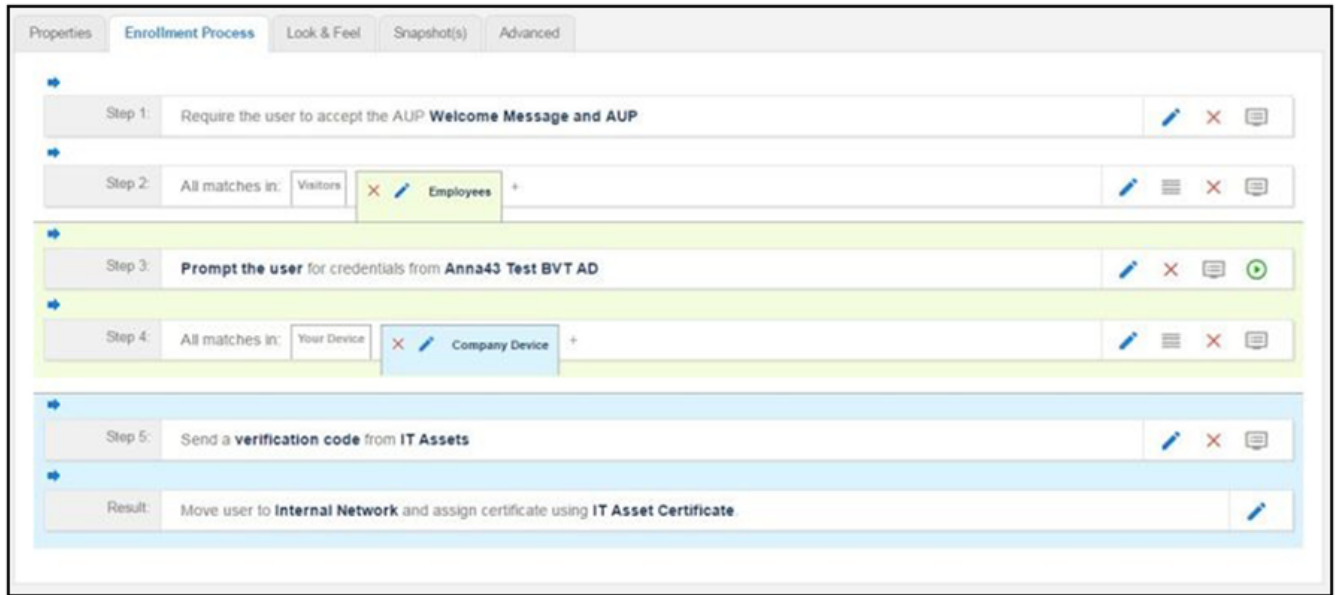 Properties Enrollment Process Look & Feel Snapshot(s) Advanced
Step 1: Require the user to accept the AUP Welcome Message and AUP
Step 2: All matches in: Visitors Employees +
Step 3: Prompt the user for credentials from Anna43 Test BVT AD
Step 4: All matches in: Your Device Company Device +
Step 5: Send a verification code from IT Assets
Result: Move user to Internal Network and assign certificate using IT Asset Certificate.